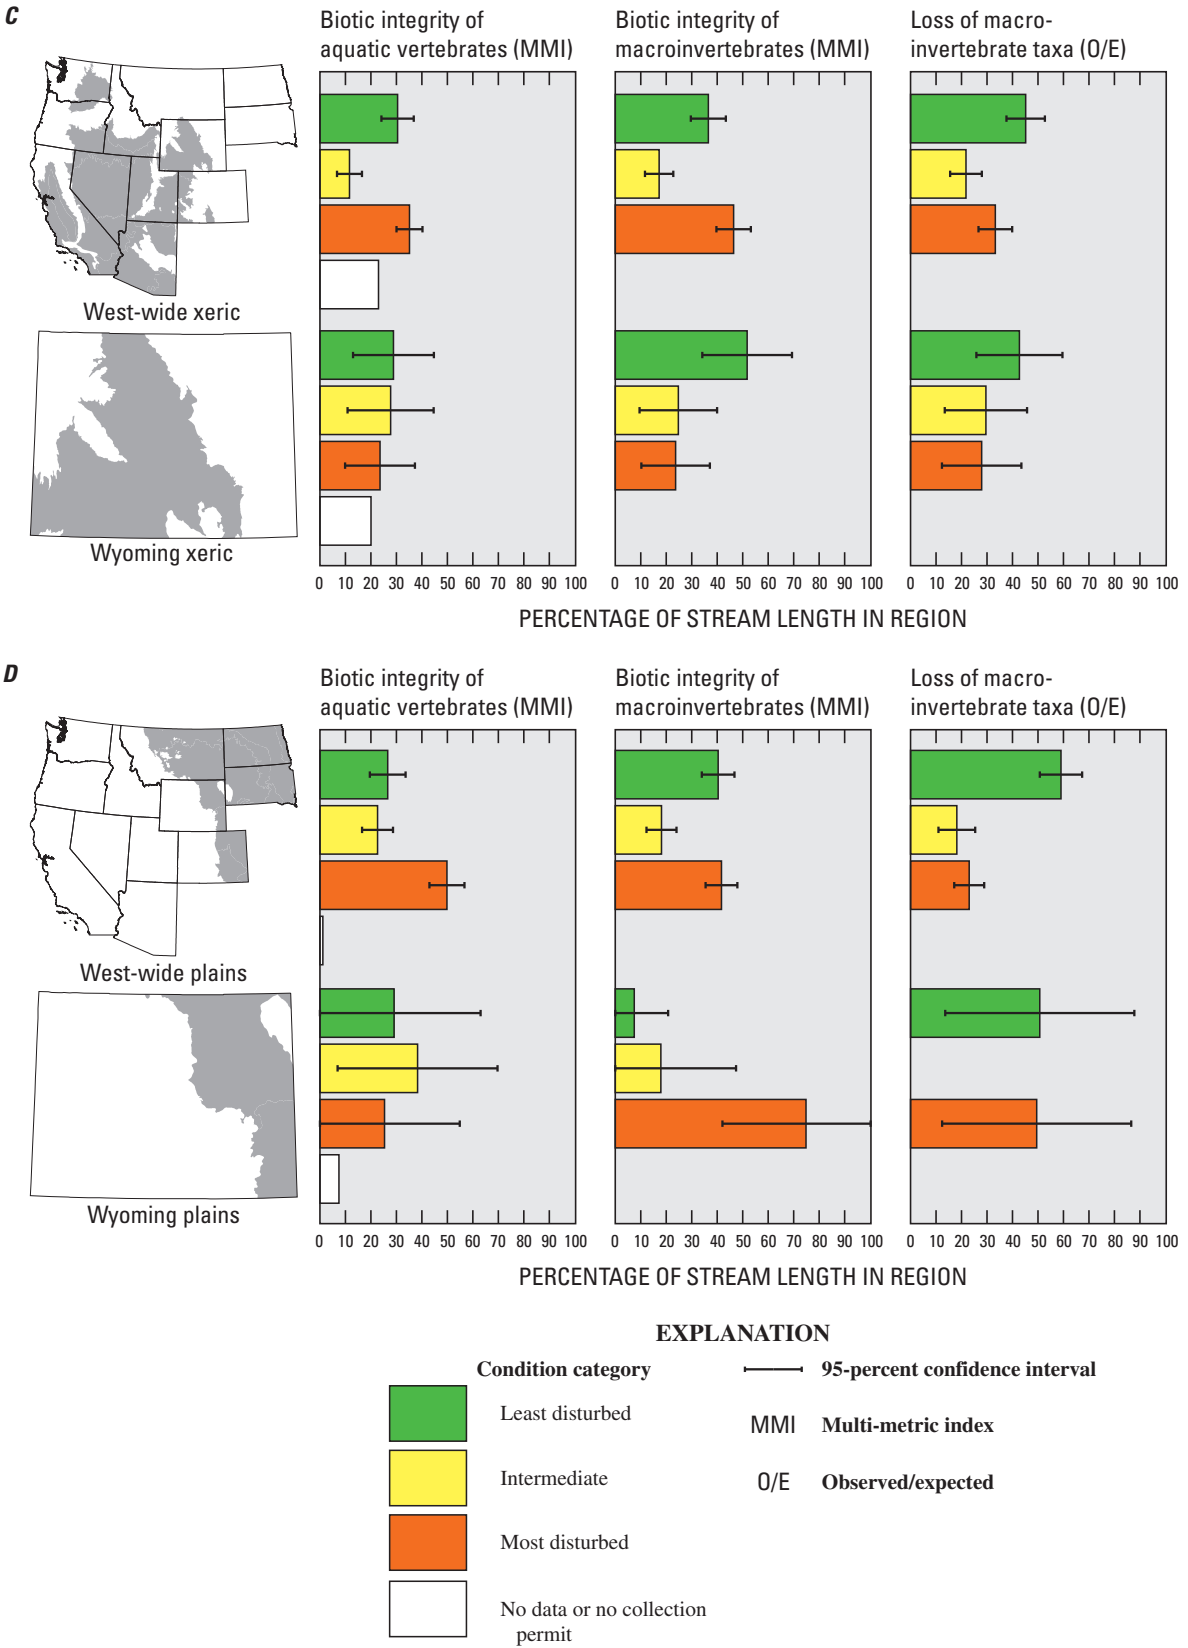 C
Biotic integrity of
aquatic vertebrates (MMI)
Biotic integrity of
macroinvertebrates (MMI)
Loss of macro-
invertebrate taxa (O/E)
West-wide xeric
Wyoming xeric
0 10 20 30 40 50 60 70 80 90 100
0 10 20 30 40 50 60 70 80 90 100
0 10 20 30 40 50 60 70 80 90 100
PERCENTAGE OF STREAM LENGTH IN REGION
D
Biotic integrity of
aquatic vertebrates (MMI)
Biotic integrity of
macroinvertebrates (MMI)
Loss of macro-
invertebrate taxa (O/E)
West-wide plains
Wyoming plains
0 10 20 30 40 50 60 70 80 90 100
0 10 20 30 40 50 60 70 80 90 100
0 10 20 30 40 50 60 70 80 90 100
PERCENTAGE OF STREAM LENGTH IN REGION
EXPLANATION
Condition category
Least disturbed
Intermediate
Most disturbed
No data or no collection
permit
95-percent confidence interval
MMI Multi-metric index
O/E Observed/expected